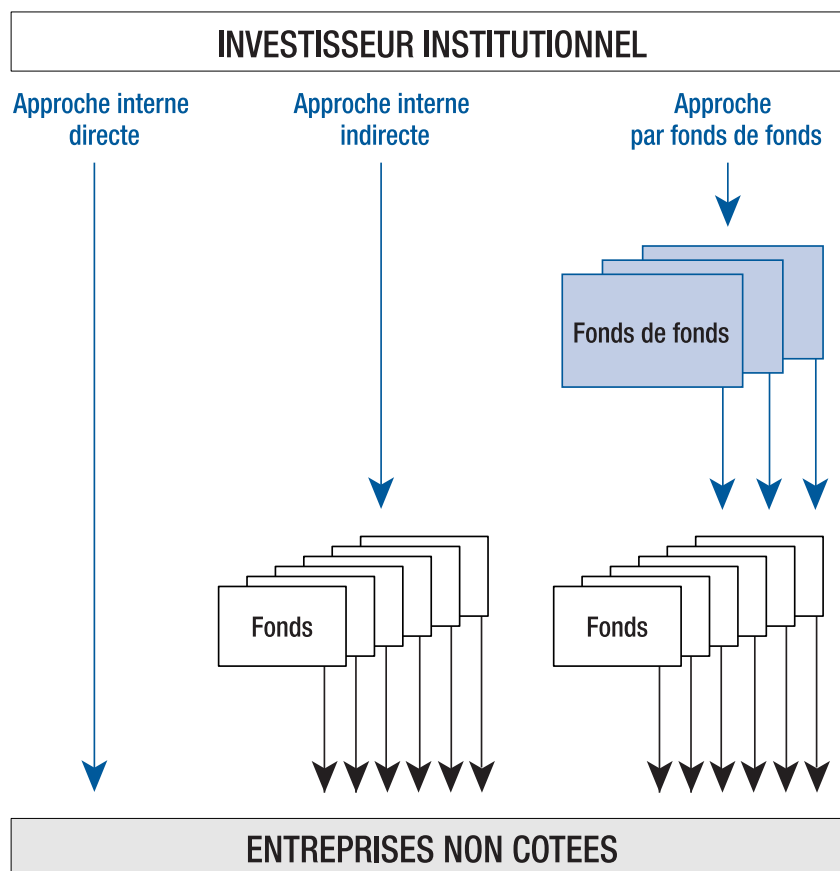 INVESTISSEUR INSTITUTIONNEL
Approche interne
directe
Approche interne
indirecte
Approche
par fonds de fonds
Fonds de fonds
Fonds
Fonds
ENTREPRISES NON COTEES